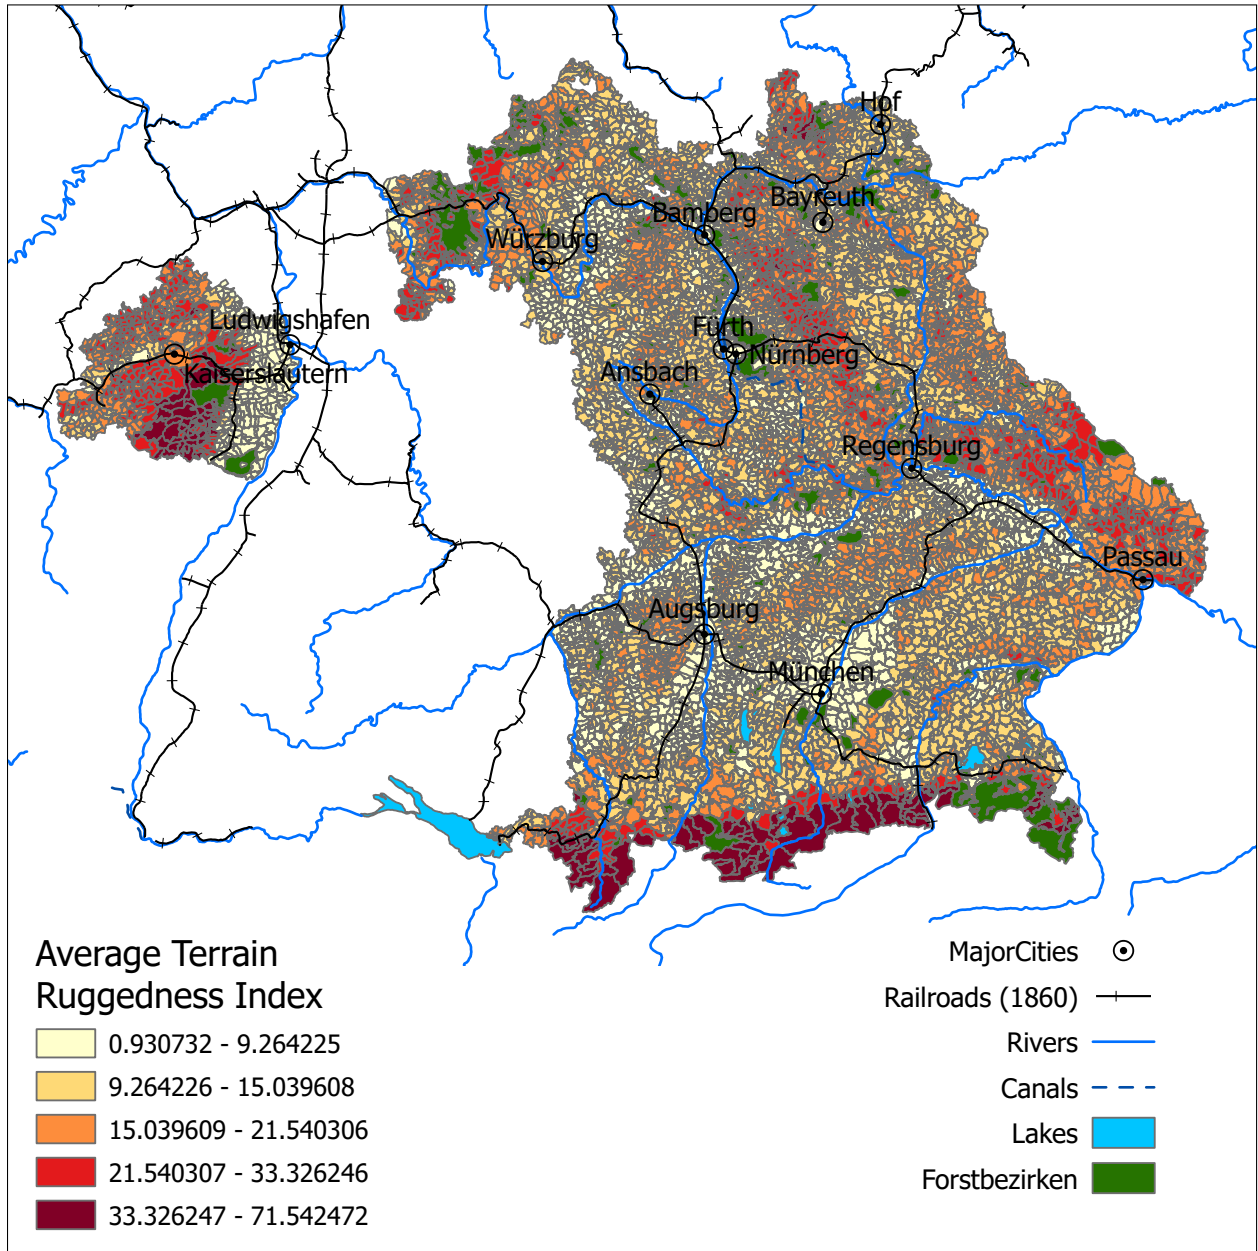 Hof
Bayreuth
Bamberg
Würzburg
Ludwigshafen
Fürth
Nürnberg
Kaiserslautern
Ansbach
Regensburg
Passau
Augsburg
München
Average Terrain
Ruggedness Index
0.930732 - 9.264225
9.264226 - 15.039608
15.039609 - 21.540306
21.540307 - 33.326246
33.326247 - 71.542472
MajorCities
Railroads (1860)
Rivers
Canals
Lakes
Forstbezirken